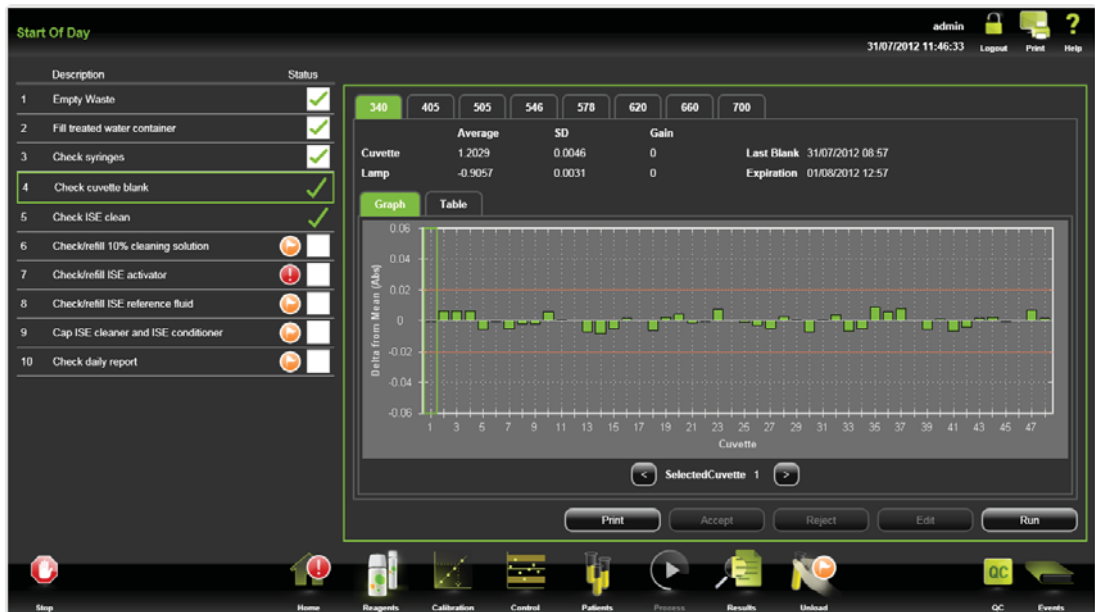 Start Of Day
admin
31/07/2012 11:46:33
Logout Print Help
Description Status
1 Empty Waste
2 Fill treated water container
3 Check syringes
4 Check cuvette blank
5 Check ISE clean
6 Check/refill 10% cleaning solution
7 Check/refill ISE activator
8 Check/refill ISE reference fluid
9 Cap ISE cleaner and ISE conditioner
10 Check daily report
340 405 505 546 578 620 660 700
Average SD Gain
Cuvette 1.2029 0.0046 0 Last Blank 31/07/2012 08:57
Lamp -0.9057 0.0031 0 Expiration 01/08/2012 12:57
Graph Table
Delta from Mean (Abs)
0.06
0.04
0.02
0
-0.02
-0.04
-0.06
1 3 5 7 9 11 13 15 17 19 21 23 25 27 29 31 33 35 37 39 41 43 45 47
Cuvette
< SelectedCuvette 1 >
Print Accept Reject Edit Run
QC
Stop Home Reagents Calibration Control Patients Process Results Unload QC Events